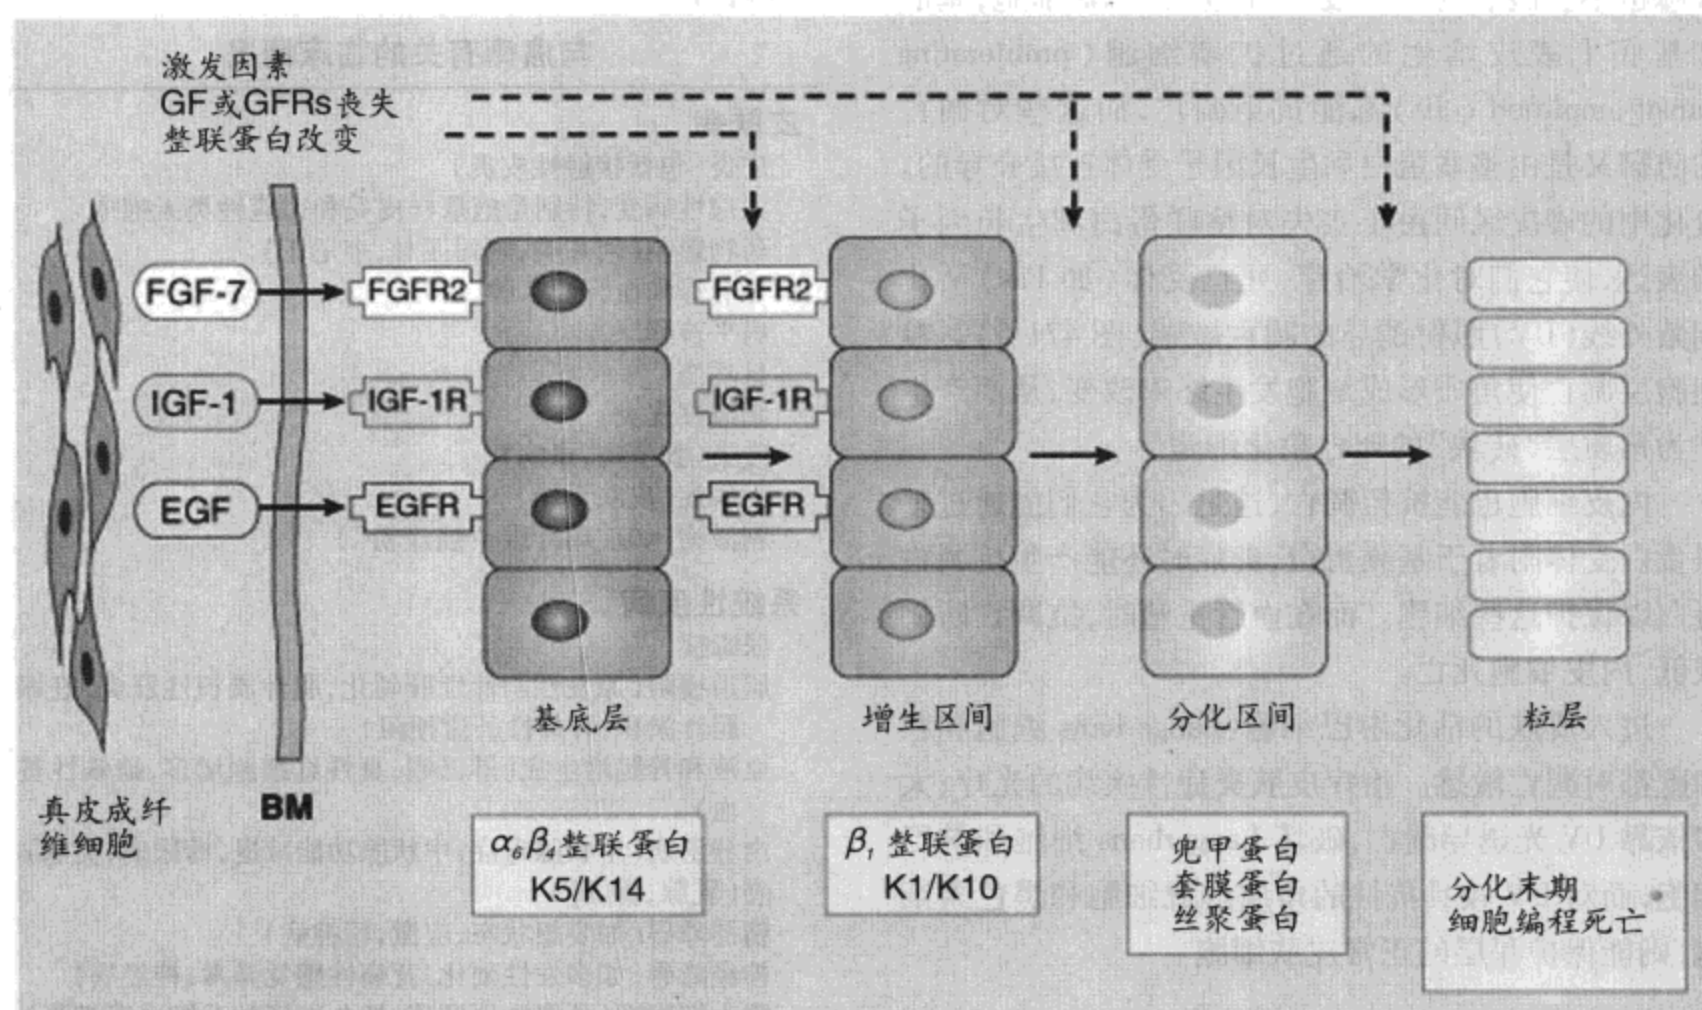 激发因素
GF或GFRs丧失
整联蛋白改变
FGF-7
FGFR2
FGFR2
IGF-1
IGF-1R
IGF-1R
EGF
EGFR
EGFR
基底层
增生区间
分化区间
粒层
真皮成纤
维细胞
BM
α₆β₄整联蛋白
K5/K14
β₁ 整联蛋白
K1/K10
兜甲蛋白
套膜蛋白
丝聚蛋白
分化末期
细胞编程死亡